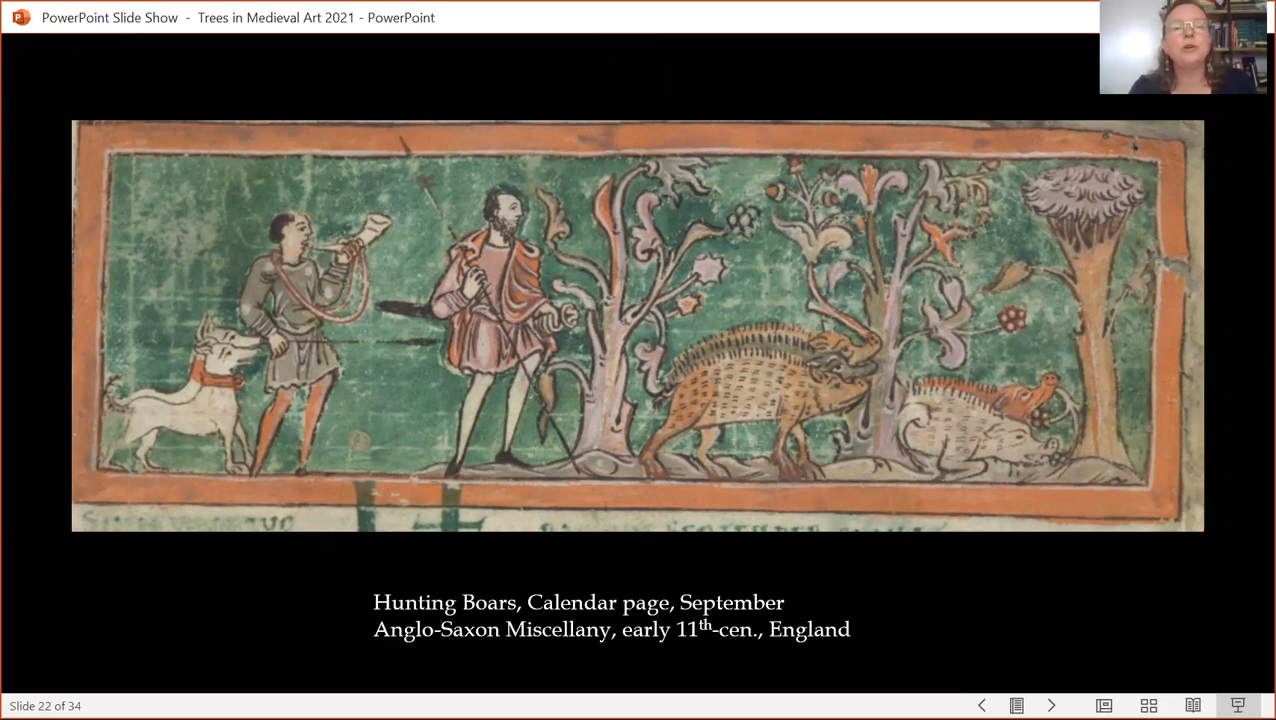 PowerPoint Slide Show - Trees in Medieval Art 2021 - PowerPoint
Hunting Boars, Calendar page, September
Anglo-Saxon Miscellany, early 11th-cen., England
Slide 22 of 34